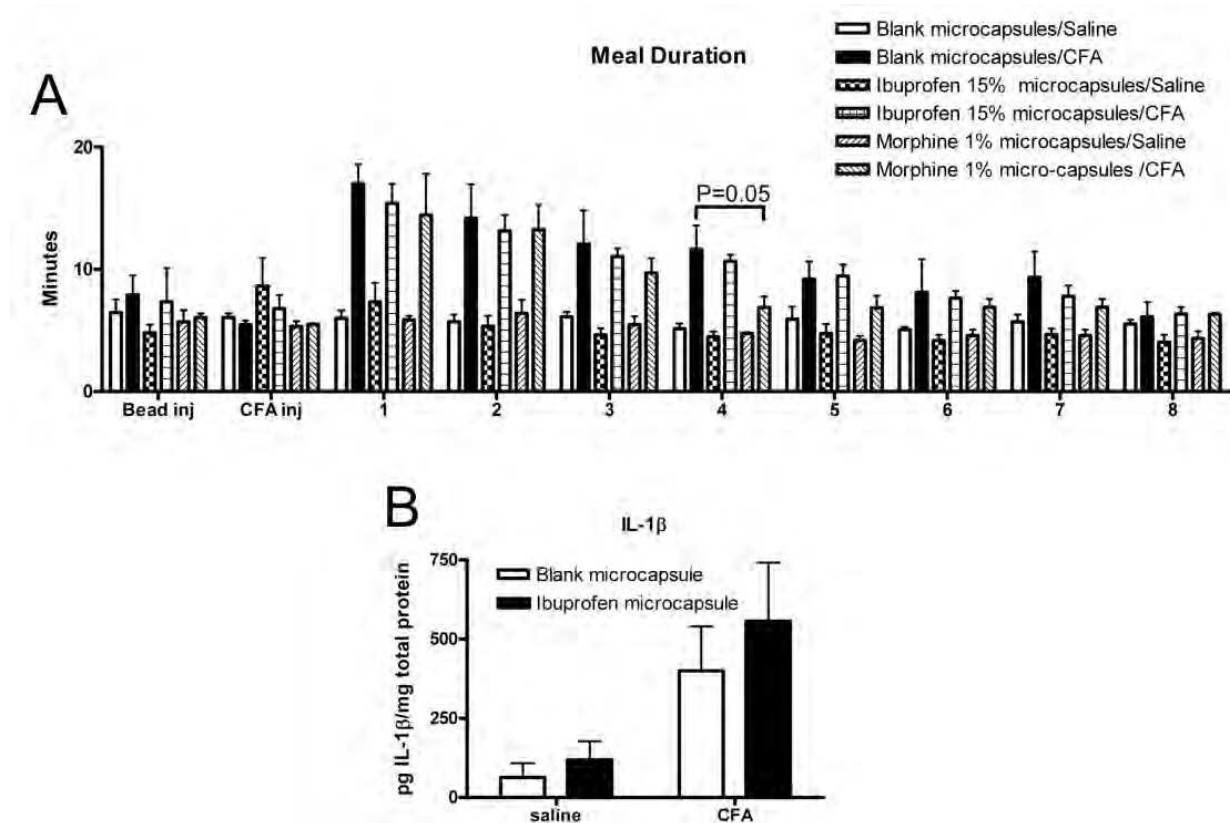 Meal Duration
A
Blank microcapsules/Saline
Blank microcapsules/CFA
Ibuprofen 15% microcapsules/Saline
Ibuprofen 15% microcapsules/CFA
Morphine 1% microcapsules/Saline
Morphine 1% micro-capsules /CFA
Minutes
20
10
0
P=0.05
Bead inj CFA inj 1 2 3 4 5 6 7 8
B
IL-1β
Blank microcapsule
Ibuprofen microcapsule
pg IL-1β/mg total protein
750
500
250
0
saline CFA